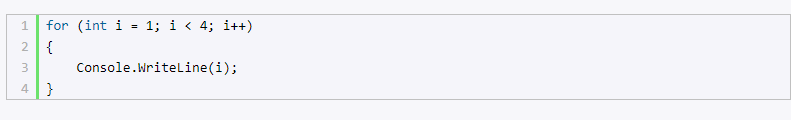 1 for (int i = 1; i < 4; i++)
2 {
3     Console.WriteLine(i);
4 }